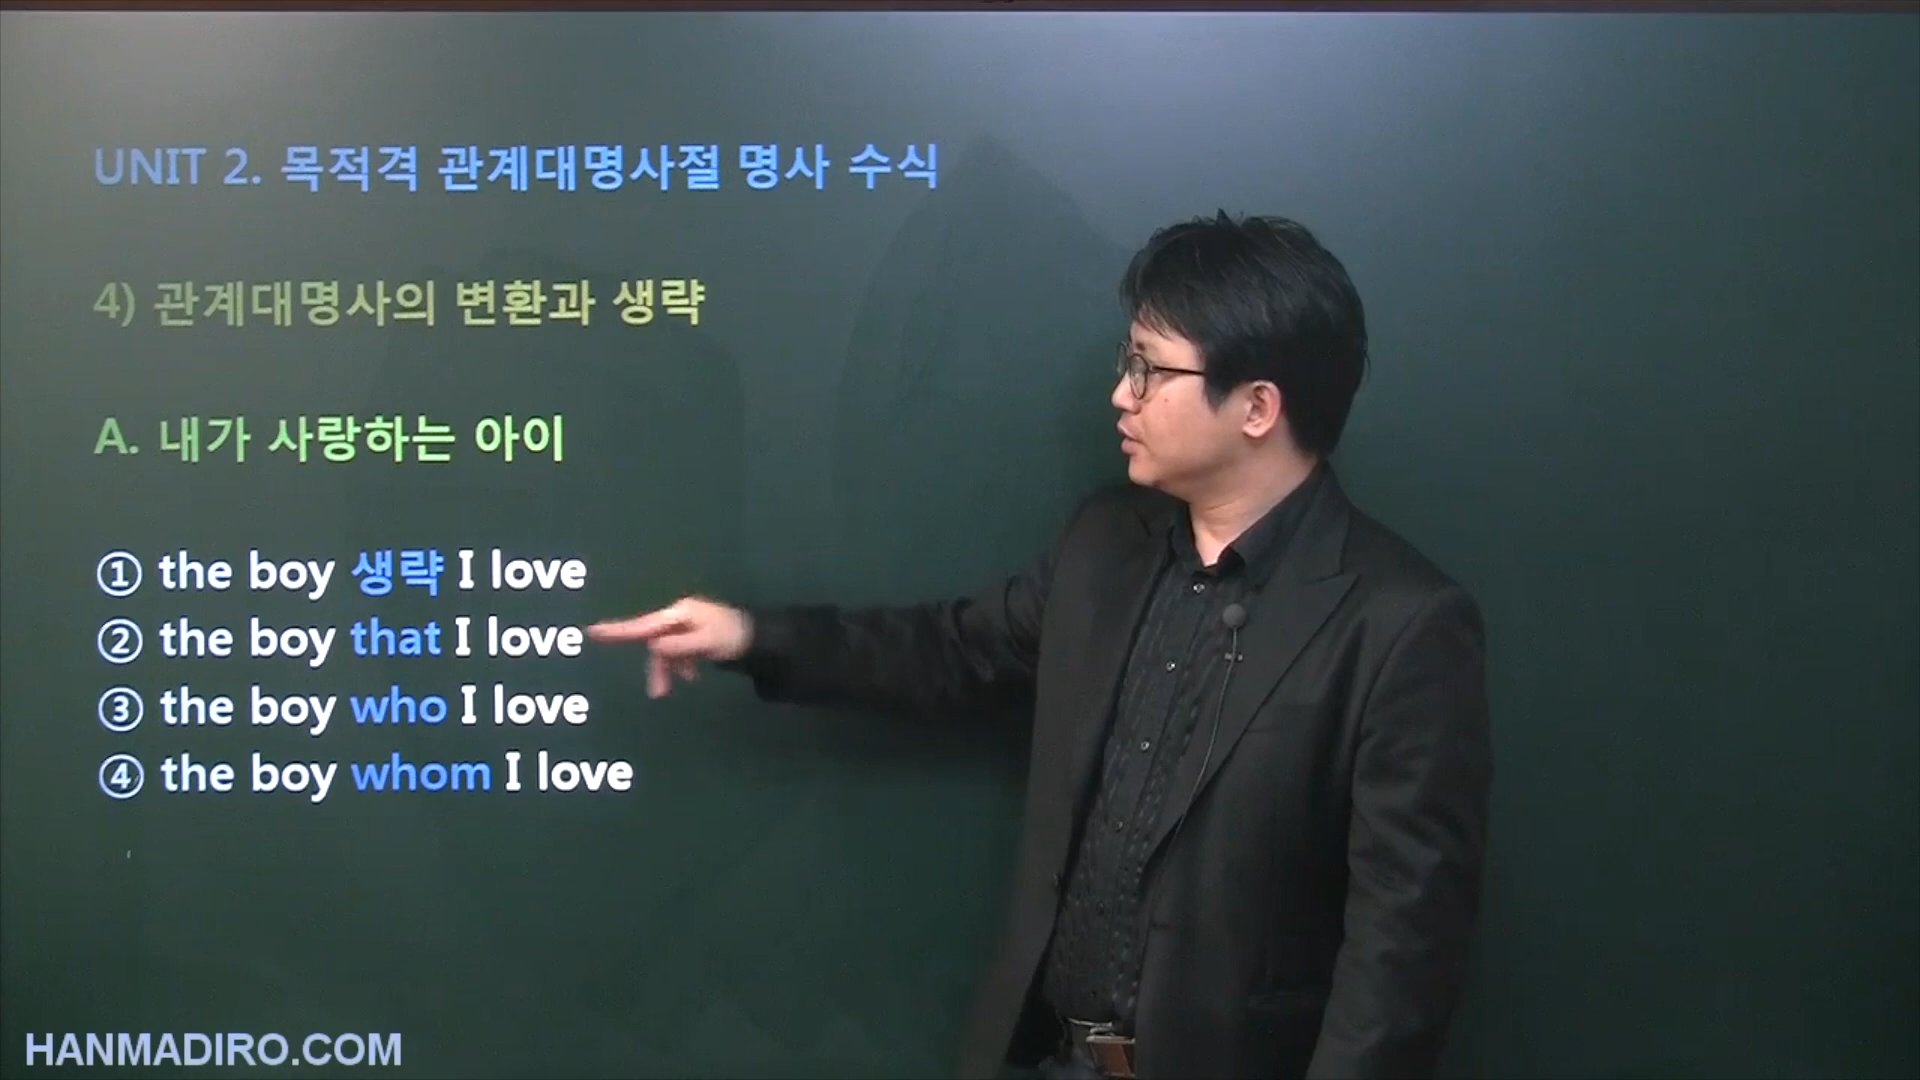 UNIT 2. 목적격 관계대명사절 명사 수식
4) 관계대명사의 변환과 생략
A. 내가 사랑하는 아이
① the boy 생략 I love
② the boy that I love
③ the boy who I love
④ the boy whom I love
HANMADIRO.COM